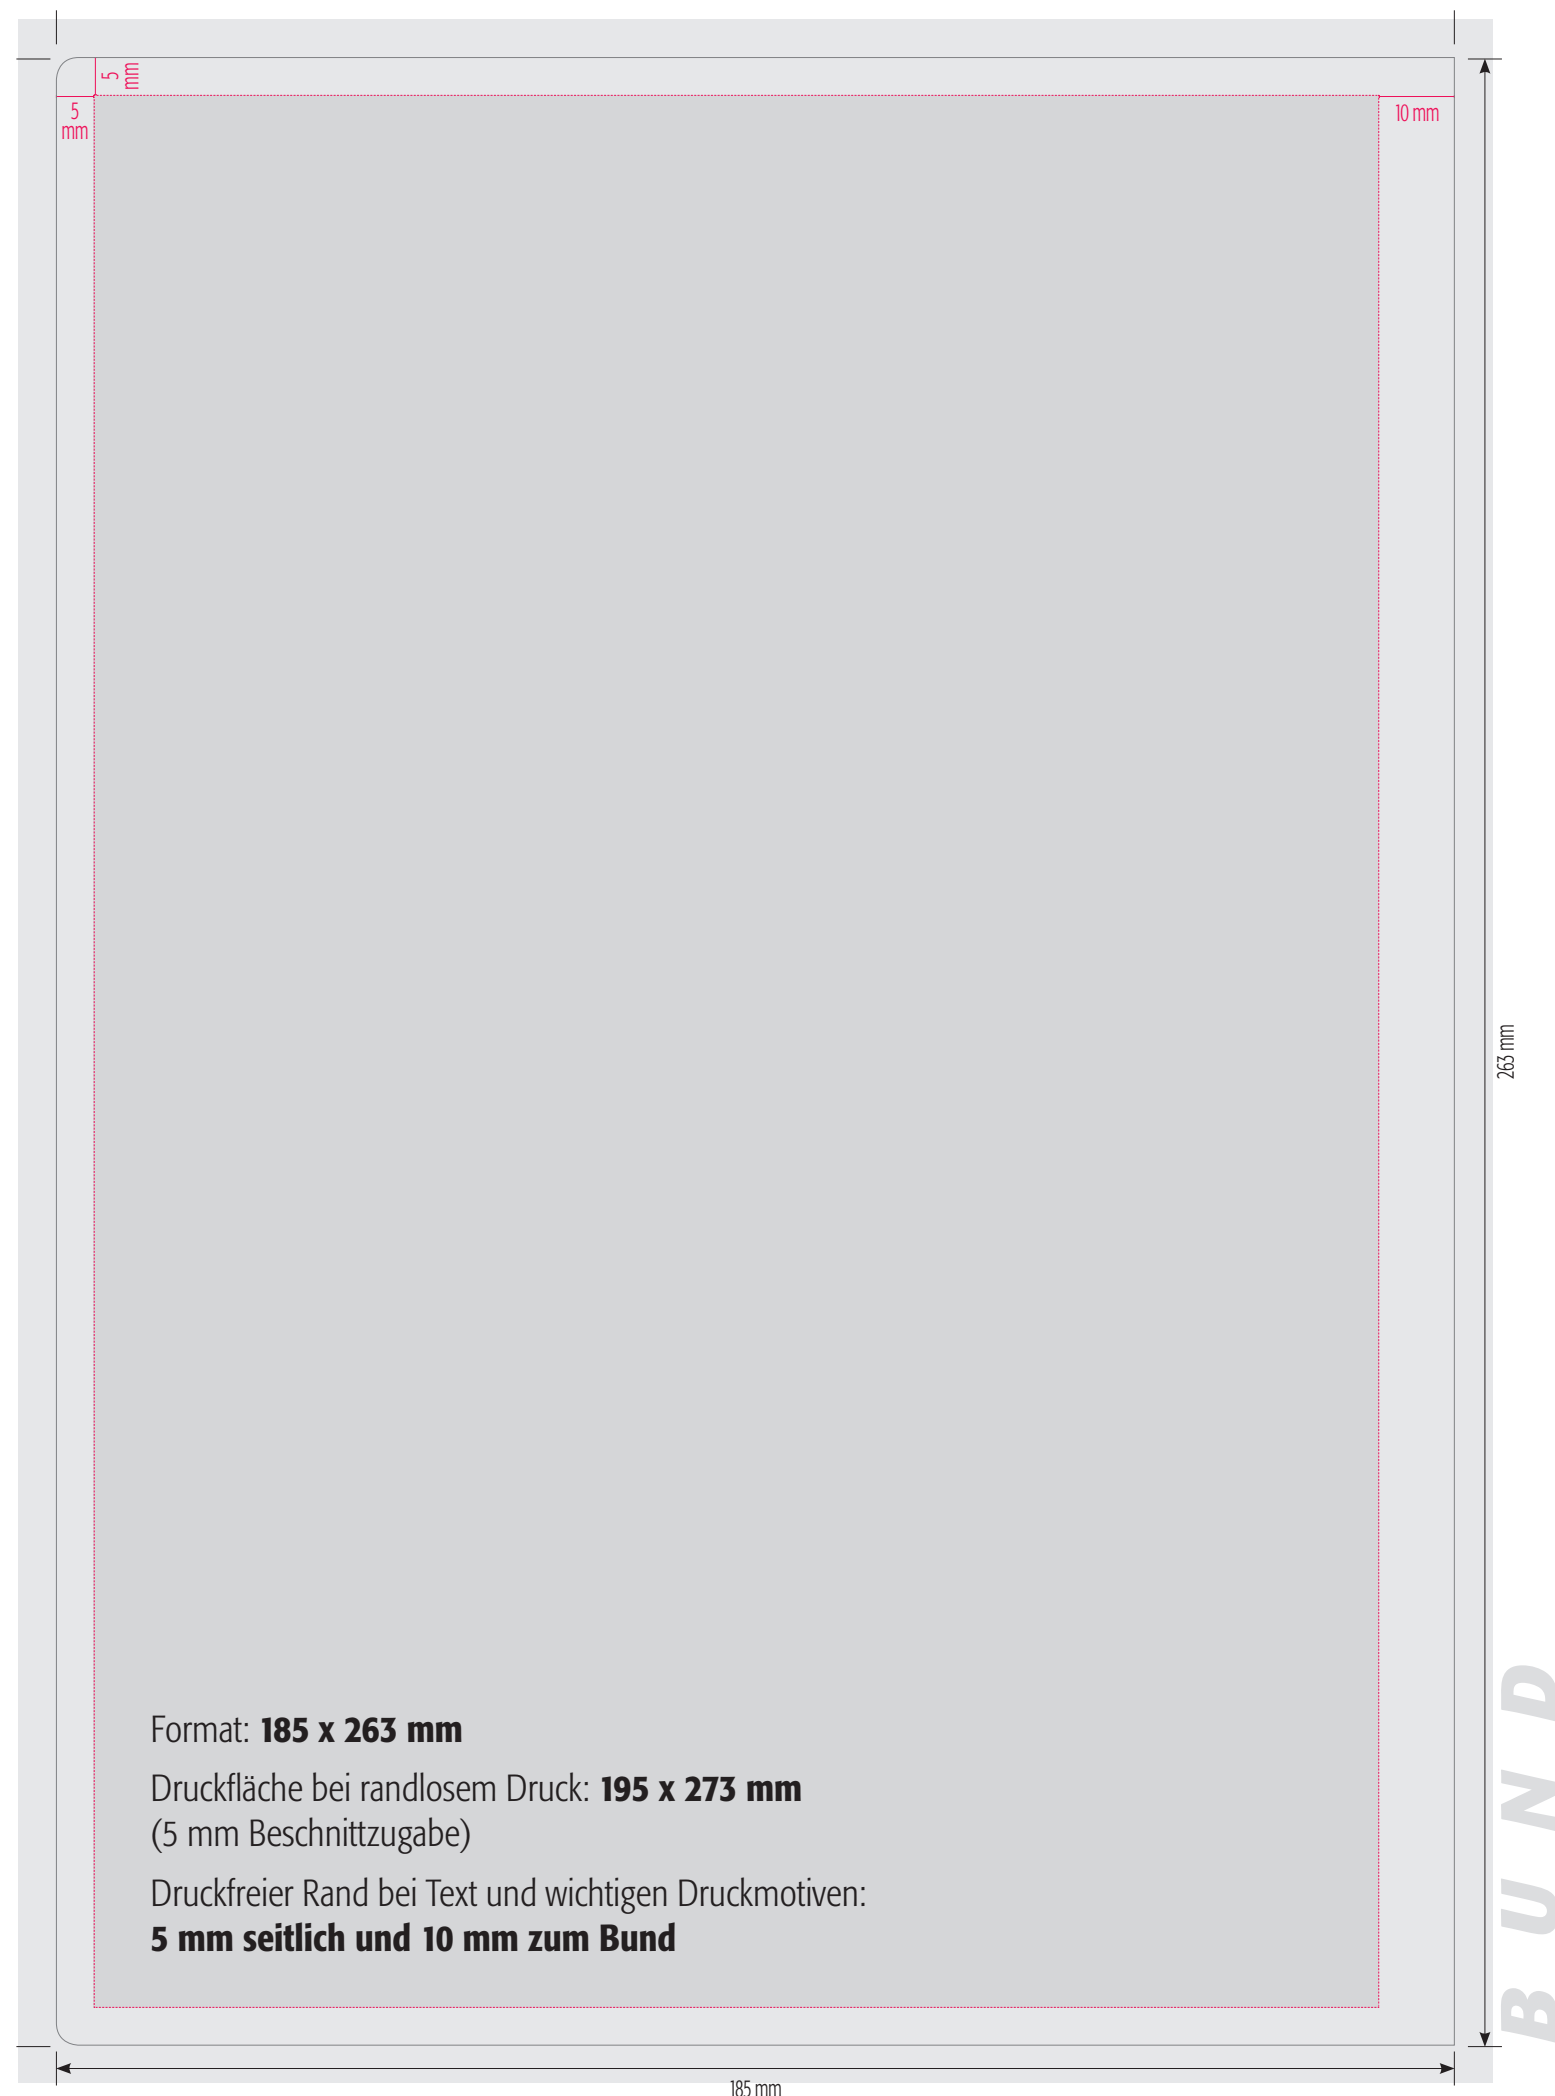 5
mm
5
mm
10 mm
263 mm
Format: 185 x 263 mm
Druckfläche bei randlosem Druck: 195 x 273 mm
(5 mm Beschnittzugabe)
Druckfreier Rand bei Text und wichtigen Druckmotiven:
5 mm seitlich und 10 mm zum Bund
BUND
185 mm